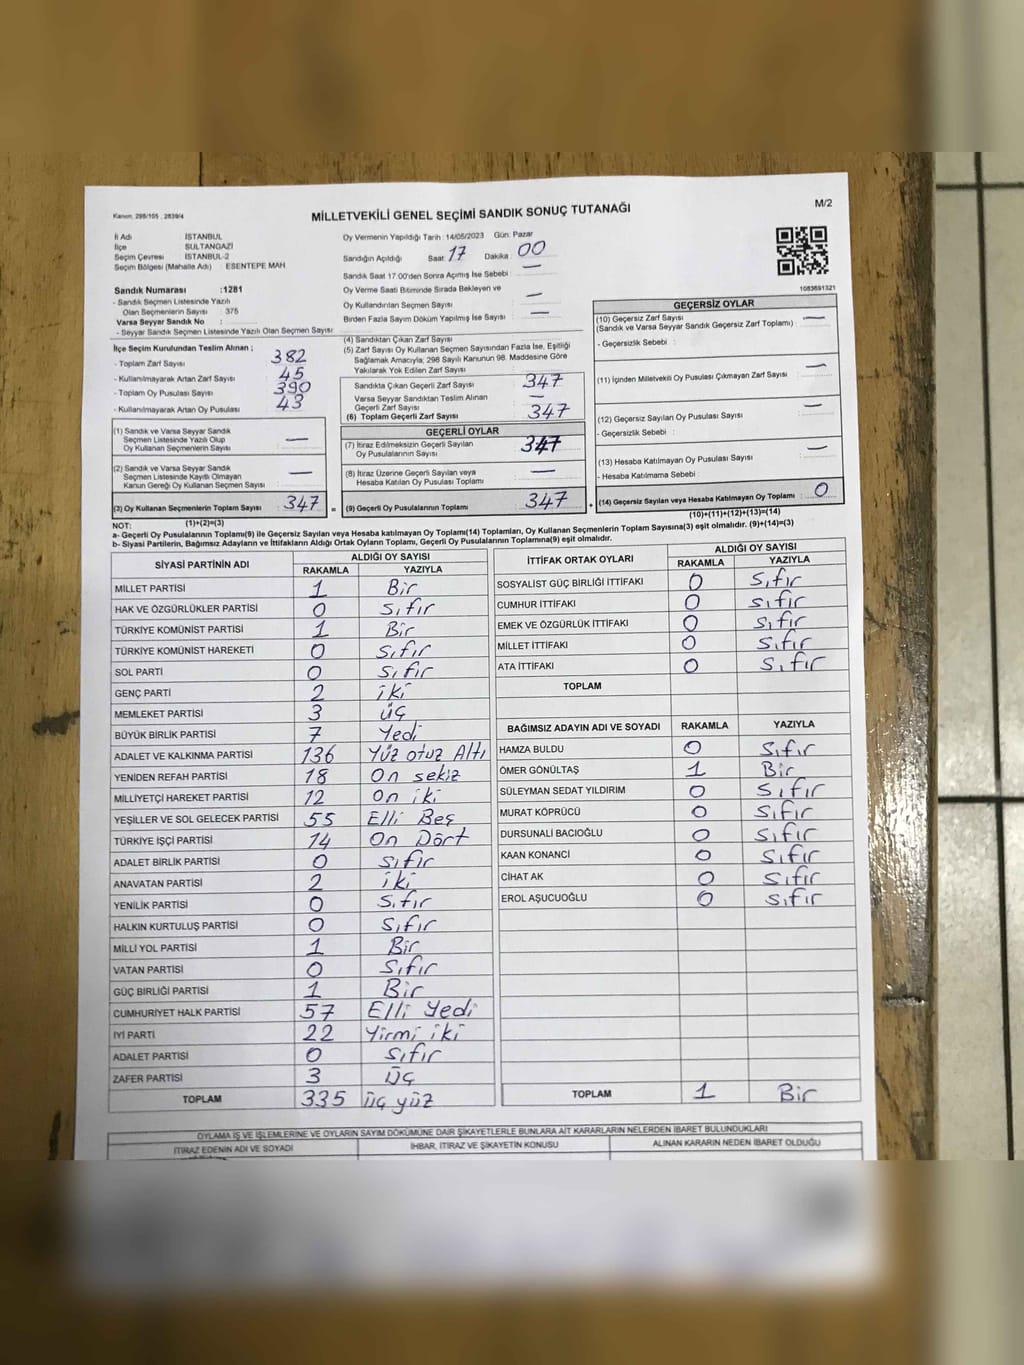 Kanun, 298/105 , 2839/4
MİLLETVEKİLİ GENEL SEÇİMİ SANDIK SONUÇ TUTANAĞI
M/2
İl Adı İSTANBUL
İlçe SULTANGAZİ
Seçim Çevresi İSTANBUL-2
Seçim Bölgesi (Mahalle Adı) : ESENTEPE MAH
Oy Vermenin Yapıldığı Tarih : 14/05/2023 Gün: Pazar
Sandığın Açıldığı Saat 17 Dakika 00
Sandık Saat 17.00'den Sonra Açımış İse Sebebi : —
Oy Verme Saati Bitiminde Sırada Bekleyen ve
Oy Kullandırılan Seçmen Sayısı —
Birden Fazla Sayım Döküm Yapılmış İse Sayısı : —
1083691321
Sandık Numarası :1281
- Sandık Seçmen Listesinde Yazılı
Olan Seçmenlerin Sayısı : 375
Varsa Seyyar Sandık No :
- Seyyar Sandık Seçmen Listesinde Yazılı Olan Seçmen Sayısı
İlçe Seçim Kurulundan Teslim Alınan ;
- Toplam Zarf Sayısı 382
- Kullanılmayarak Artan Zarf Sayısı 45
- Toplam Oy Pusulası Sayısı 390
- Kullanılmayarak Artan Oy Pusulası 43
(1) Sandık ve Varsa Seyyar Sandık
Seçmen Listesinde Yazılı Olup
Oy Kullanan Seçmen Sayısı —
(2) Sandık ve Varsa Seyyar Sandık
Seçmen Listesinde Kayıtlı Olmayan
Kanun Gereği Oy Kullanan Seçmen Sayısı —
(3) Oy Kullanan Seçmenlerin Toplam Sayısı 347
(1)+(2)=(3)
(4) Sandıktan Çıkan Zarf Sayısı
(5) Zarf Sayısı Oy Kullanan Seçmen Sayısından Fazla İse, Eşitliği
Sağlamak Amacıyla; 298 Sayılı Kanunun 98. Maddesine Göre
Yakılarak Yok Edilen Zarf Sayısı
Sandıkta Çıkan Geçerli Zarf Sayısı 347
Varsa Seyyar Sandıktan Teslim Alınan
Geçerli Zarf Sayısı —
(6) Toplam Geçerli Zarf Sayısı 347
GEÇERLİ OYLAR
(7) İtiraz Edilmeksizin Geçerli Sayılan
Oy Pusulalarının Sayısı 347
(8) İtiraz Üzerine Geçerli Sayılan veya
Hesaba Katılan Oy Pusulası Toplamı —
(9) Geçerli Oy Pusulalarının Toplamı 347
GEÇERSİZ OYLAR
(10) Geçersiz Zarf Sayısı —
(Sandık ve Varsa Seyyar Sandık Geçersiz Zarf Toplamı)
- Geçersizlik Sebebi :
(11) İçinden Milletvekili Oy Pusulası Çıkmayan Zarf Sayısı —
(12) Geçersiz Sayılan Oy Pusulası Sayısı —
- Geçersizlik Sebebi :
(13) Hesaba Katılmayan Oy Pusulası Sayısı —
- Hesaba Katılmama Sebebi :
(14) Geçersiz Sayılan veya Hesaba Katılmayan Oy Toplamı 0
(10)+(11)+(12)+(13)=(14)
NOT:
a- Geçerli Oy Pusulalarının Toplamı(9) ile Geçersiz Sayılan veya Hesaba katılmayan Oy Toplamı(14) Toplamları, Oy Kullanan Seçmenlerin Toplam Sayısına(3) eşit olmalıdır. (9)+(14)=(3)
b- Siyasi Partilerin, Bağımsız Adayların ve İttifakların Aldığı Ortak Oyların Toplamı, Geçerli Oy Pusulalarının Toplamına(9) eşit olmalıdır.
SİYASİ PARTİNİN ADI ALDIĞI OY SAYISI
RAKAMLA YAZIYLA
MİLLET PARTİSİ 1 Bir
HAK VE ÖZGÜRLÜKLER PARTİSİ 0 Sıfır
TÜRKİYE KOMÜNİST PARTİSİ 1 Bir
TÜRKİYE KOMÜNİST HAREKETİ 0 Sıfır
SOL PARTİ 0 Sıfır
GENÇ PARTİ 2 iki
MEMLEKET PARTİSİ 3 üç
BÜYÜK BİRLİK PARTİSİ 7 Yedi
ADALET VE KALKINMA PARTİSİ 136 Yüz otuz Altı
YENİDEN REFAH PARTİSİ 18 On sekiz
MİLLİYETÇİ HAREKET PARTİSİ 12 On iki
YEŞİLLER VE SOL GELECEK PARTİSİ 55 Elli Beş
TÜRKİYE İŞÇİ PARTİSİ 14 On Dört
ADALET BİRLİK PARTİSİ 0 Sıfır
ANAVATAN PARTİSİ 2 iki
YENİLİK PARTİSİ 0 Sıfır
HALKIN KURTULUŞ PARTİSİ 0 Sıfır
MİLLİ YOL PARTİSİ 1 Bir
VATAN PARTİSİ 0 Sıfır
GÜÇ BİRLİĞİ PARTİSİ 1 Bir
CUMHURİYET HALK PARTİSİ 57 Elli Yedi
İYİ PARTİ 22 Yirmi iki
ADALET PARTİSİ 0 Sıfır
ZAFER PARTİSİ 3 üç
TOPLAM 335 üç yüz
İTTİFAK ORTAK OYLARI ALDIĞI OY SAYISI
RAKAMLA YAZIYLA
SOSYALİST GÜÇ BİRLİĞİ İTTİFAKI 0 Sıfır
CUMHUR İTTİFAKI 0 Sıfır
EMEK VE ÖZGÜRLÜK İTTİFAKI 0 Sıfır
MİLLET İTTİFAKI 0 Sıfır
ATA İTTİFAKI 0 Sıfır
TOPLAM
BAĞIMSIZ ADAYIN ADI VE SOYADI RAKAMLA YAZIYLA
HAMZA BULDU 0 Sıfır
ÖMER GÖNÜLTAŞ 1 Bir
SÜLEYMAN SEDAT YILDIRIM 0 Sıfır
MURAT KÖPRÜCÜ 0 Sıfır
DURSUNALİ BACIOĞLU 0 Sıfır
KAAN KONANCİ 0 Sıfır
CİHAT AK 0 Sıfır
EROL AŞUCUOĞLU 0 Sıfır
TOPLAM 1 Bir
OYLAMA İŞ VE İŞLEMLERİNE VE OYLARIN SAYIM DÖKÜMÜNE DAİR ŞİKAYETLERLE BUNLARA AİT KARARLARIN NELERDEN İBARET BULUNDUKLARI
İTİRAZ EDENİN ADI VE SOYADI İHBAR, İTİRAZ VE ŞİKAYETİN KONUSU ALINAN KARARIN NEDEN İBARET OLDUĞU